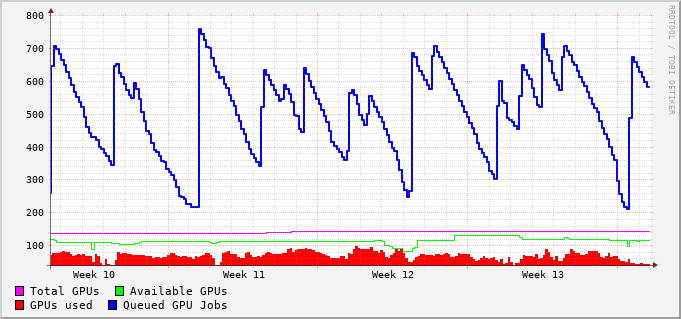 800
700
600
500
400
300
200
100
Week 10 Week 11 Week 12 Week 13
Total GPUs Available GPUs
GPUs used Queued GPU Jobs
RRDTOOL / TOBI OETIKER